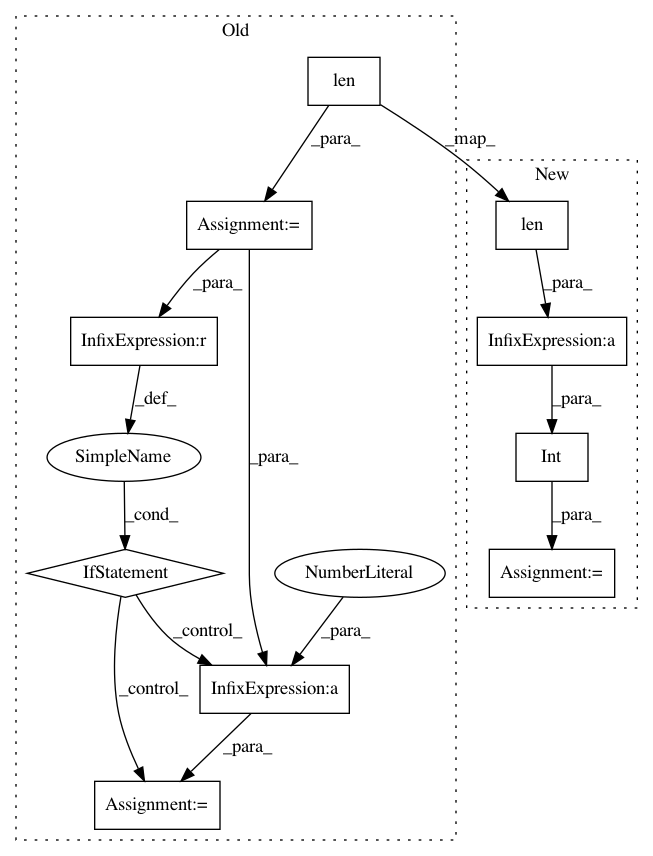 Old
len
_para_
_map_
New
Assignment:=
len
_para_
_para_
InfixExpression:r
InfixExpression:a
_def_
_para_
SimpleName
_para_
Int
_cond_
_para_
IfStatement
NumberLiteral
Assignment:=
_control_
_para_
_control_
InfixExpression:a
_para_
Assignment:=